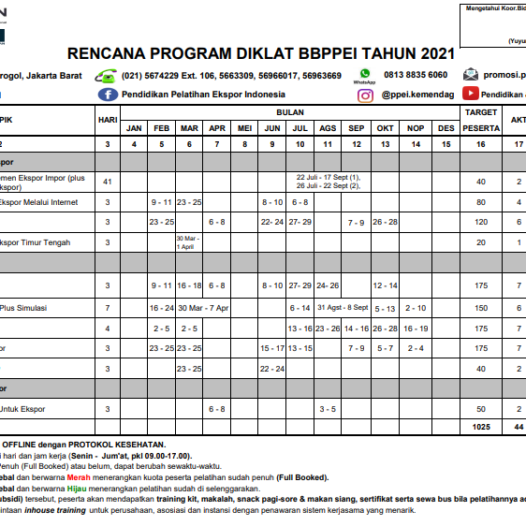 Mengetahui Koor.Bid
(Yuyu
RENCANA PROGRAM DIKLAT BBPPEI TAHUN 2021
rogol, Jakarta Barat (021) 5674229 Ext. 106, 5663309, 56966017, 56963669 WhatsApp 0813 8835 6060 promosi.p
Pendidikan Pelatihan Ekspor Indonesia @ppei.kemendag Pendidikan
PIK HARI BULAN TARGET PESERTA AKT
JAN FEB MAR APR MEI JUN JUL AGS SEP OKT NOP DES
2 3 4 5 6 7 8 9 10 11 12 13 14 15 16 17
spor
men Ekspor Impor (plus kspor) 41 22 Juli - 17 Sept (1), 26 Juli - 22 Sept (2), 40 2
Ekspor Melalui Internet 3 9 - 11 23 - 25 8 - 10 6 - 8 80 4
3 23 - 25 6 - 8 22- 24 27- 29 7 - 9 26 - 28 120 6
kspor Timur Tengah 3 30 Mar - 1 April 20 1
3 9 - 11 16 - 18 6 - 8 8 - 10 27- 29 24- 26 12 - 14 175 7
Plus Simulasi 7 16 - 24 30 Mar - 7 Apr 6 - 14 31 Agst - 8 Sept 5 - 13 2 - 10 150 6
4 2 - 5 2 - 5 13 - 16 23 - 26 14 - 16 26 - 28 16 - 19 175 7
or 3 23 - 25 23 - 25 15 - 17 13 - 15 7 - 9 5 - 7 2 - 4 175 7
3 23 - 25 22 - 24 40 2
or
Untuk Ekspor 3 6 - 8 3 - 5 50 2
1025 44
OFFLINE dengan PROTOKOL KESEHATAN.
i hari dan jam kerja (Senin - Jum'at, pkl 09.00-17.00).
Penuh (Full Booked) atau belum, dapat berubah sewaktu-waktu.
ebal dan berwarna Merah menerangkan kuota peserta pelatihan sudah penuh (Full Booked).
ebal dan berwarna Hijau menerangkan pelatihan sudah di selenggarakan.
subsidi) tersebut, peserta akan mendapatkan training kit, makalah, snack pagi-sore & makan siang, sertifikat serta sewa bus bila pelatihannya ad
mintaan inhouse training untuk perusahaan, asosiasi dan instansi dengan penawaran sistem kerjasama yang menarik.